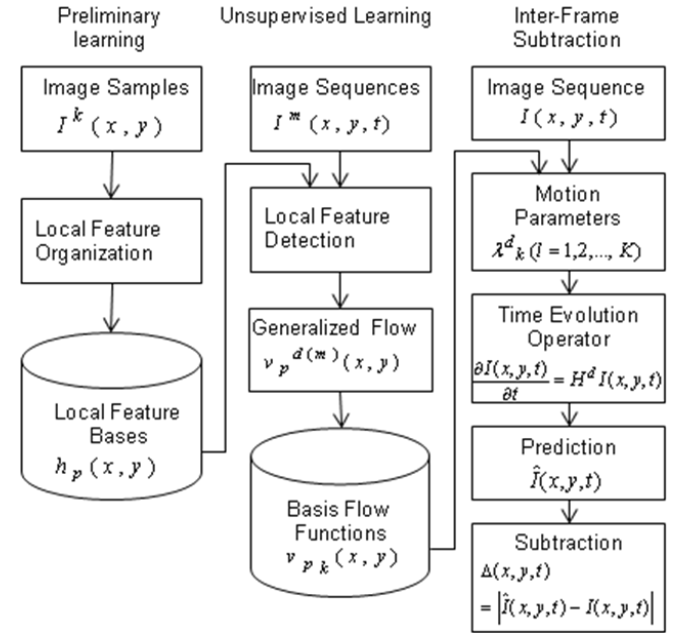 Preliminary
learning
Image Samples
I^k (x, y)
Local Feature
Organization
Local Feature
Bases
h_p (x, y)
Unsupervised Learning
Image Sequences
I^m (x, y, t)
Local Feature
Detection
Generalized Flow
v_p^{d(m)} (x, y)
Basis Flow
Functions
v_{pk} (x, y)
Inter-Frame
Subtraction
Image Sequence
I(x, y, t)
Motion
Parameters
λ^d_k (l = 1,2,..., K)
Time Evolution
Operator
∂I(x,y,t)/∂t = H^d I(x,y,t)
Prediction
Î(x,y,t)
Subtraction
Δ(x,y,t)
= |Î(x,y,t) − I(x,y,t)|